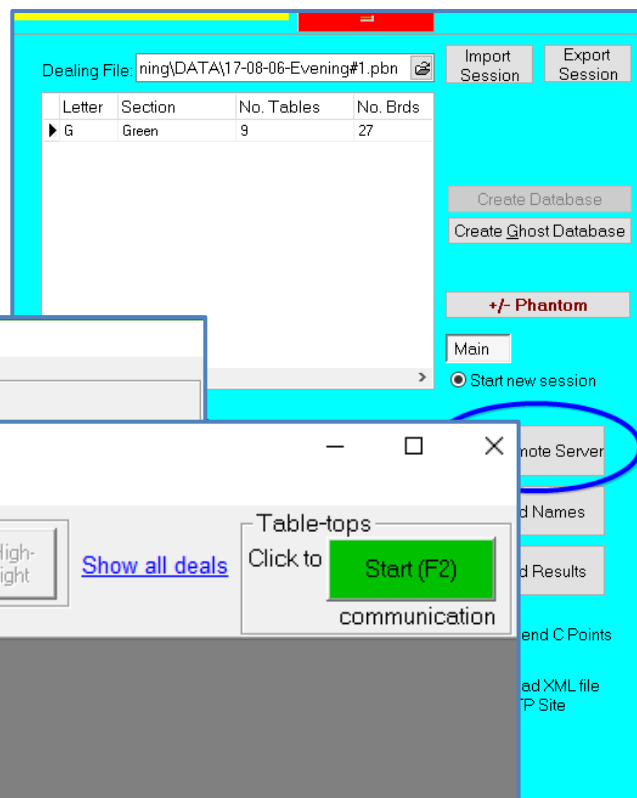 Dealing File: ning\DATA\17-08-06-Evening#1.pbn
Import Session
Export Session
Letter Section No. Tables No. Brds
G Green 9 27
Create Database
Create Ghost Database
+/- Phantom
Main
Start new session
mote Server
d Names
d Results
end C Points
ad XML file
TP Site
High-
ight
Show all deals
Table-tops
Click to
Start (F2)
communication